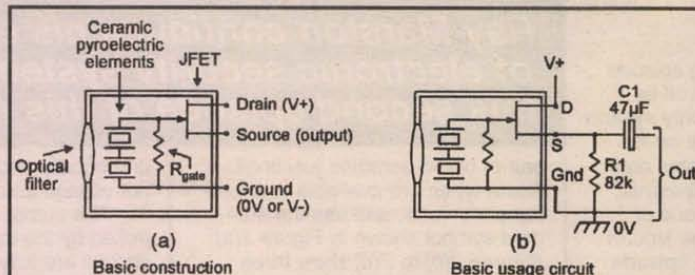 Ceramic
pyroelectric
elements
JFET
Drain (V+)
Source (output)
Optical
filter
R gate
Ground
(0V or V-)
(a)
Basic construction
V+
D
C1
47µF
S
Gnd
R1
82k
Out
0V
(b)
Basic usage circuit